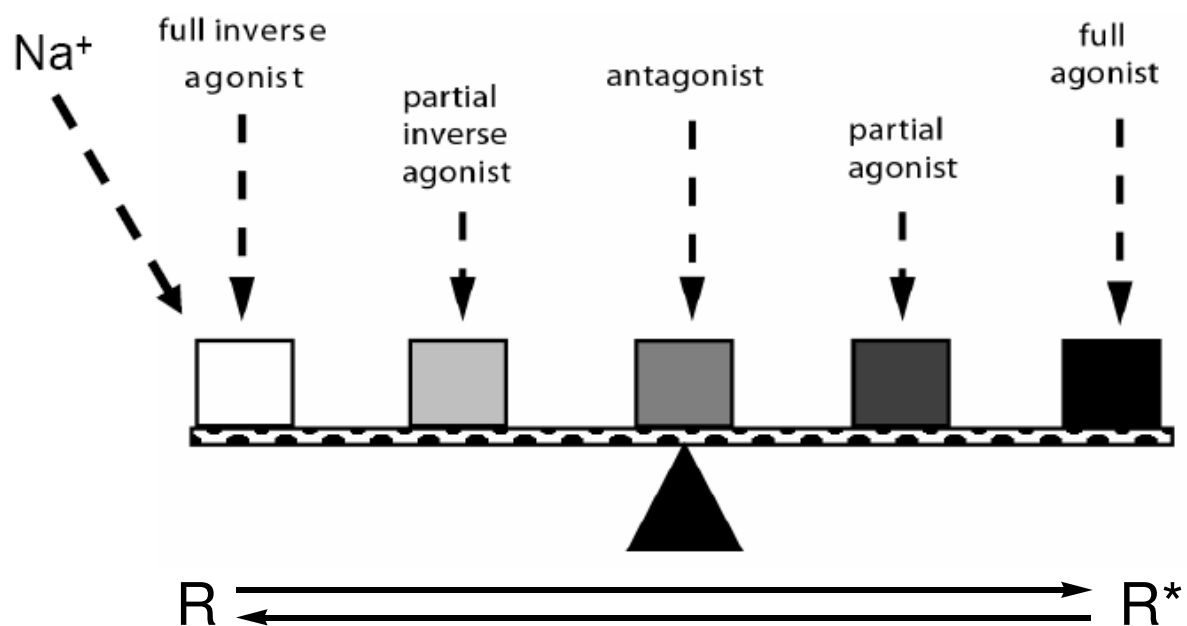 Na⁺
full inverse
agonist
partial
inverse
agonist
antagonist
partial
agonist
full
agonist
R
R*